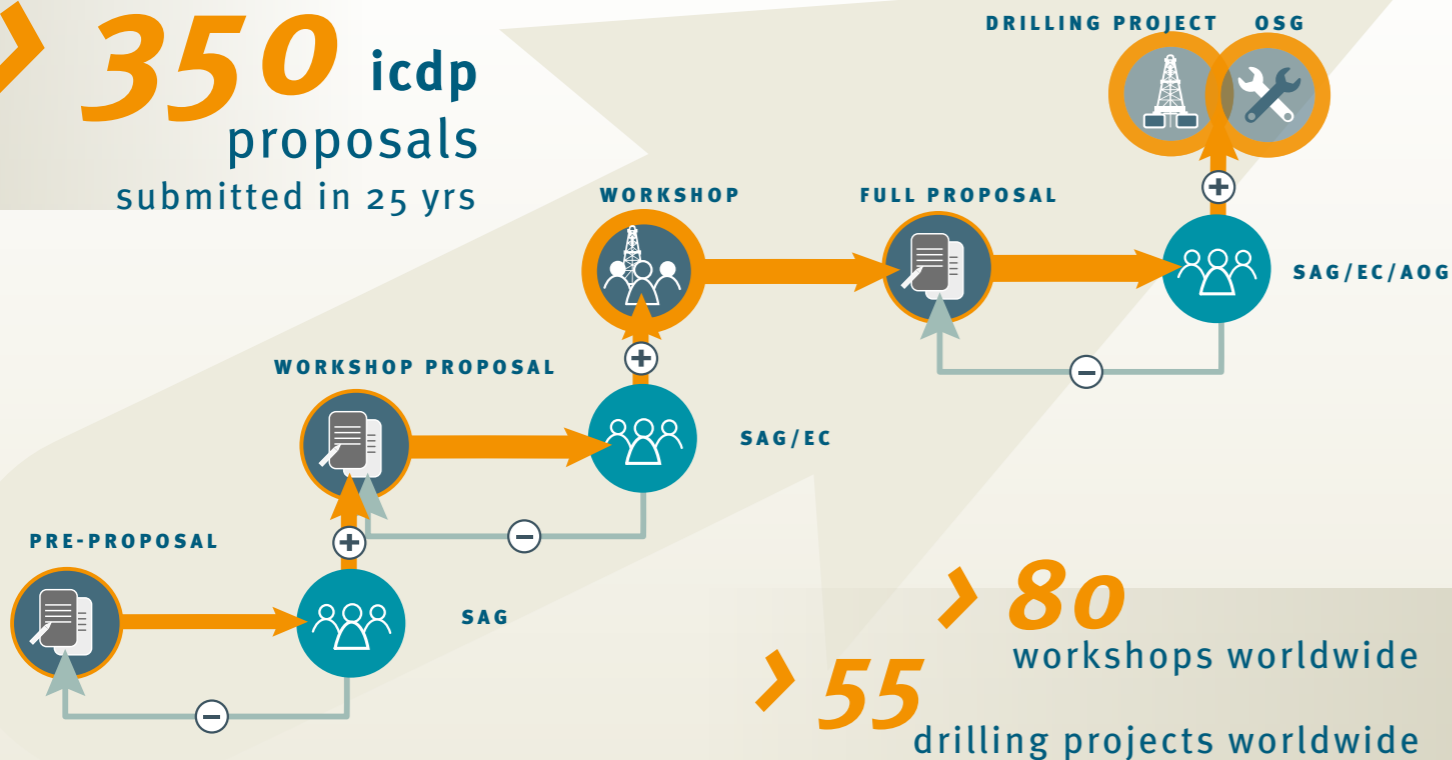 > 350 icdp
proposals
submitted in 25 yrs
DRILLING PROJECT OSG
WORKSHOP
FULL PROPOSAL
SAG/EC/AOG
WORKSHOP PROPOSAL
SAG/EC
PRE-PROPOSAL
SAG
> 80
workshops worldwide
> 55
drilling projects worldwide